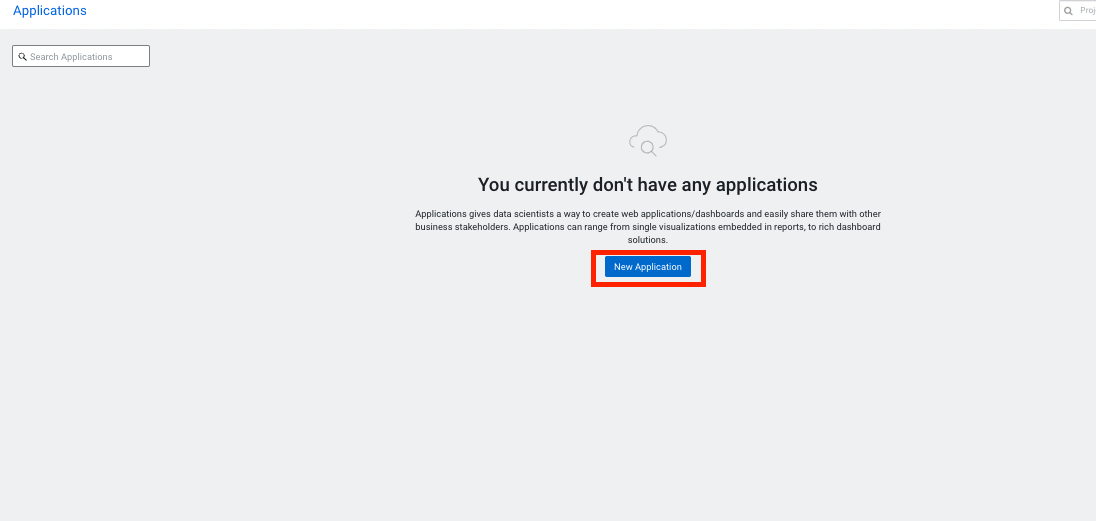 Applications
Search Applications
You currently don't have any applications
Applications gives data scientists a way to create web applications/dashboards and easily share them with other
business stakeholders. Applications can range from single visualizations embedded in reports, to rich dashboard
solutions.
New Application